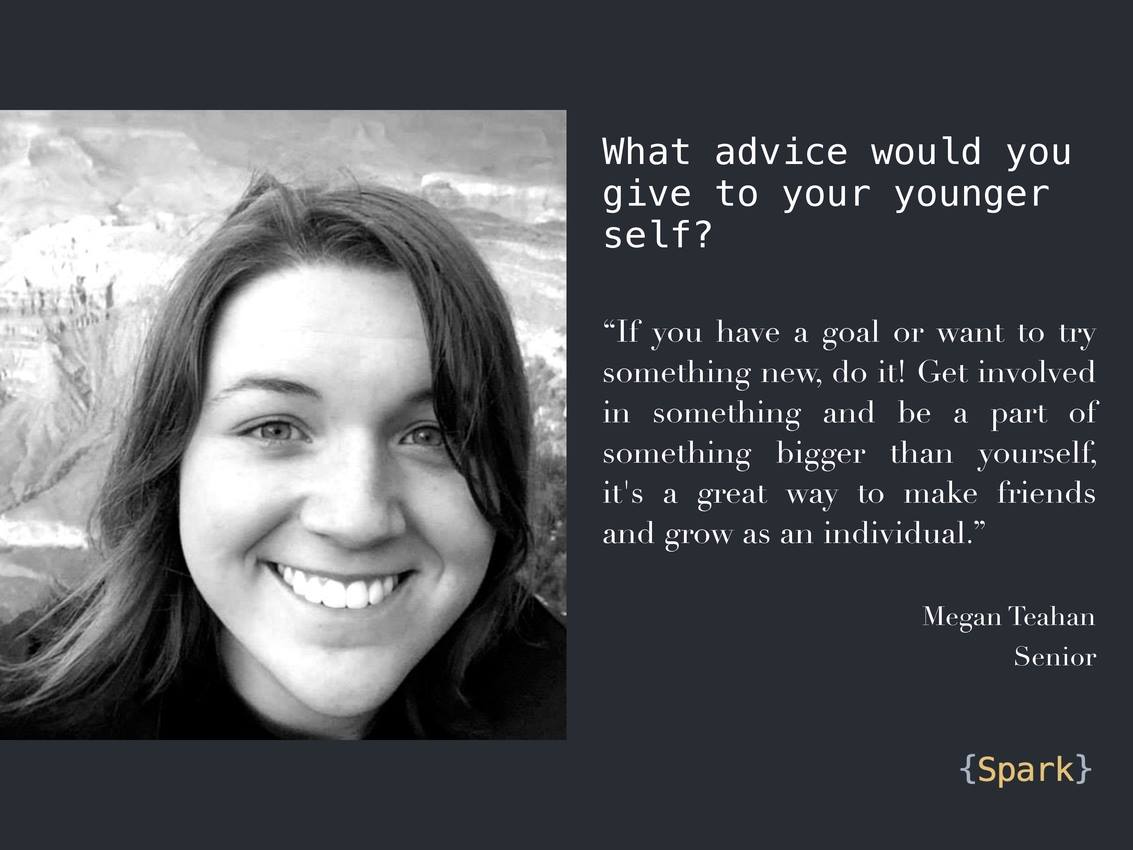 What advice would you
give to your younger
self?
“If you have a goal or want to try
something new, do it! Get involved
in something and be a part of
something bigger than yourself,
it's a great way to make friends
and grow as an individual.”
Megan Teahan
Senior
{Spark}